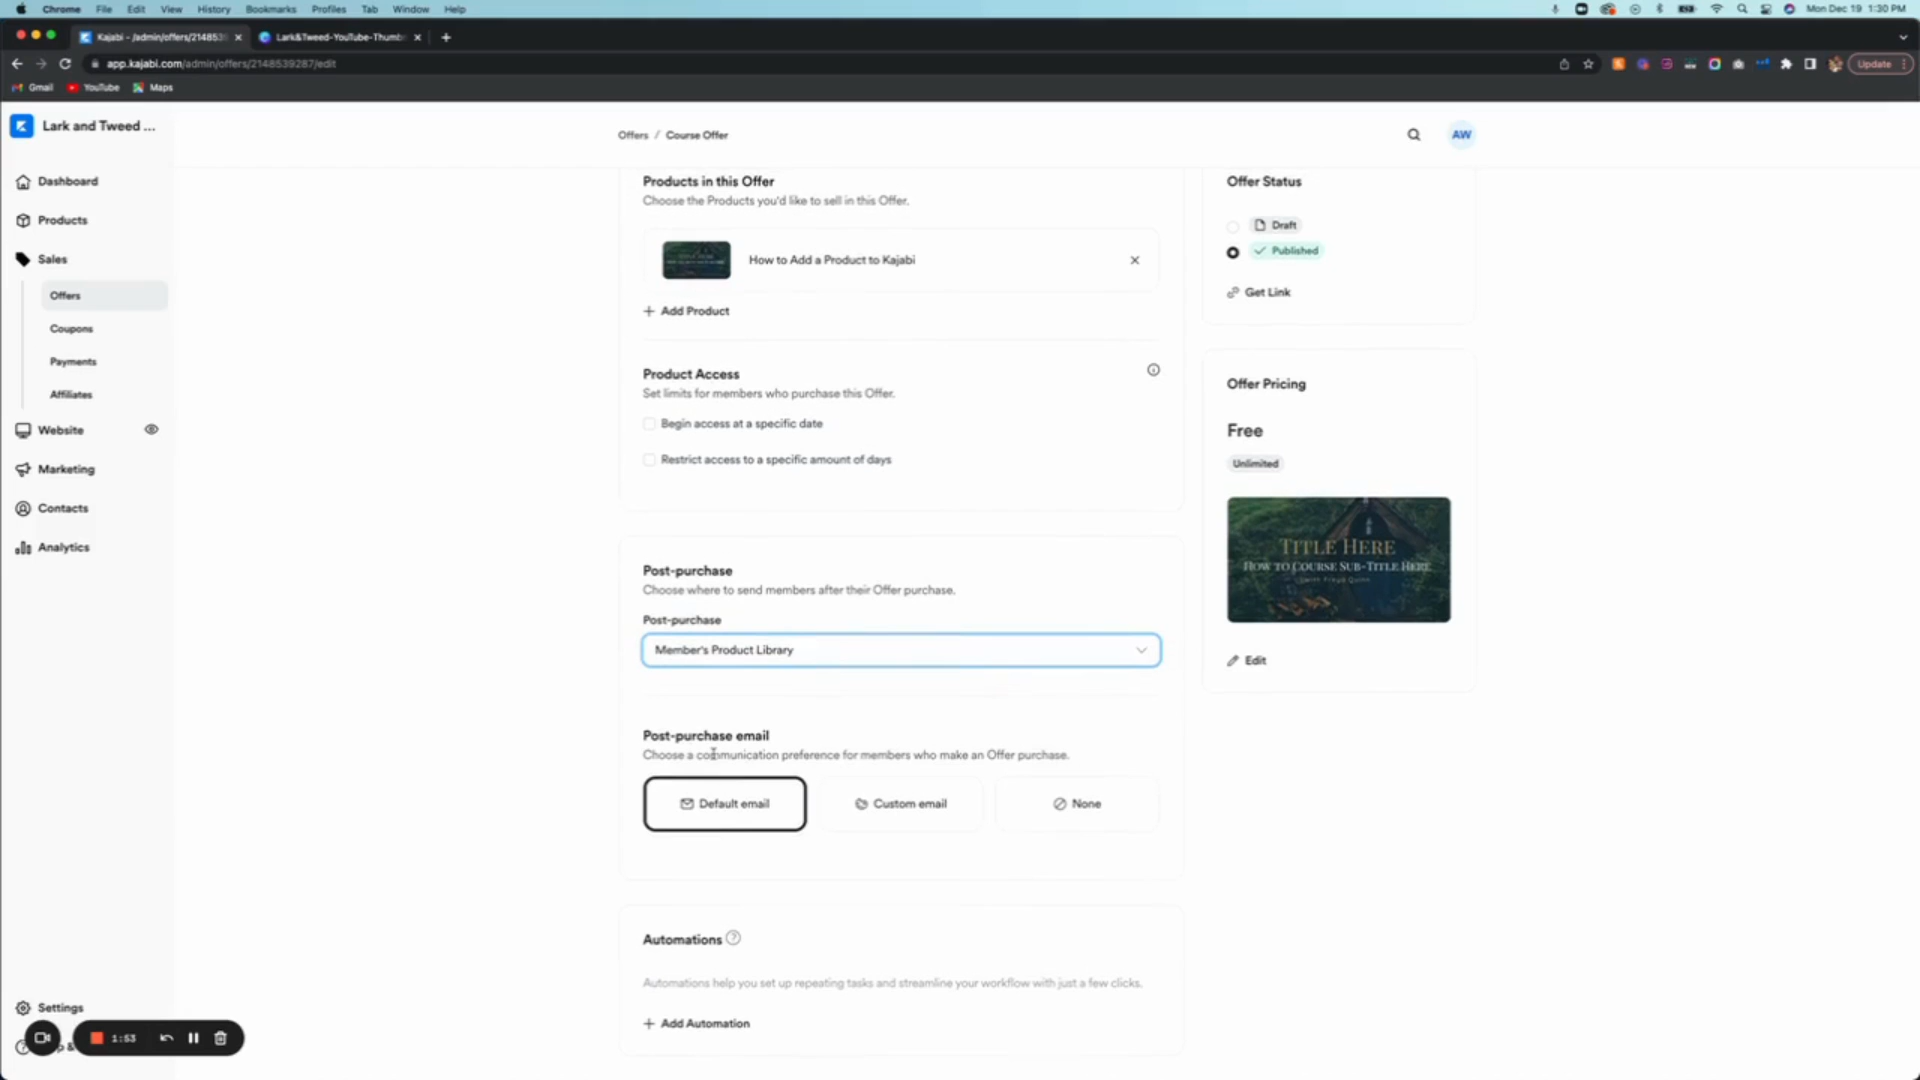 Chrome File Edit View History Bookmarks Profiles Tab Window Help Mon Dec 19 1:30 PM
Kajabi - /admin/offers/2148539 Lark&Tweed-YouTube-Thumb
app.kajabi.com/admin/offers/2148539287/edit Update
Gmail YouTube Maps
Lark and Tweed ...
Offers / Course Offer
AW
Dashboard
Products
Sales
Offers
Coupons
Payments
Affiliates
Website
Marketing
Contacts
Analytics
Settings
1:53
Products in this Offer
Choose the Products you'd like to sell in this Offer.
How to Add a Product to Kajabi
+ Add Product
Product Access
Set limits for members who purchase this Offer.
Begin access at a specific date
Restrict access to a specific amount of days
Post-purchase
Choose where to send members after their Offer purchase.
Post-purchase
Member's Product Library
Post-purchase email
Choose a communication preference for members who make an Offer purchase.
Default email Custom email None
Automations
Automations help you set up repeating tasks and streamline your workflow with just a few clicks.
+ Add Automation
Offer Status
Draft
Published
Get Link
Offer Pricing
Free
Unlimited
TITLE HERE
HOW TO COURSE SUB-TITLE HERE
Edit